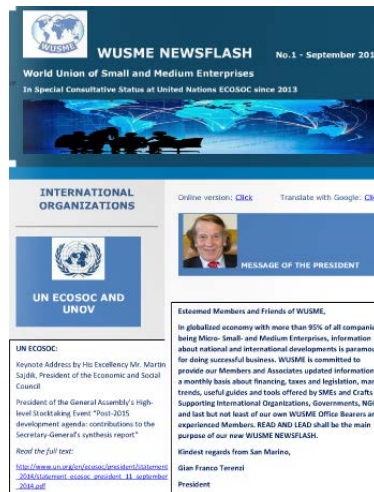 WUSME
WUSME NEWSFLASH
No.1 - September 201
World Union of Small and Medium Enterprises
In Special Consultative Status at United Nations ECOSOC since 2013
INTERNATIONAL
ORGANIZATIONS
UN ECOSOC AND
UNOV
UN ECOSOC:
Keynote Address by His Excellency Mr. Martin
Sajdik, President of the Economic and Social
Council
President of the General Assembly's High-
level Stocktaking Event "Post-2015
development agenda: contributions to the
Secretary-General's synthesis report"
Read the full text:
http://www.un.org/en/ecosoc/president/statement
_2014/statement_ecosoc_president_11_september
_2014.pdf
Online version: Click
Translate with Google: Cli
MESSAGE OF THE PRESIDENT
Esteemed Members and Friends of WUSME,
In globalized economy with more than 95% of all companie
being Micro- Small- and Medium Enterprises, information
about national and international developments is paramou
for doing successful business. WUSME is committed to
provide our Members and Associates updated information
a monthly basis about financing, taxes and legislation, mar
trends, useful guides and tools offered by SMEs and Crafts
Supporting International Organizations, Governments, NG
and last but not least of our own WUSME Office Bearers an
experienced Members. READ AND LEAD shall be the main
purpose of our new WUSME NEWSFLASH.
Kindest regards from San Marino,
Gian Franco Terenzi
President